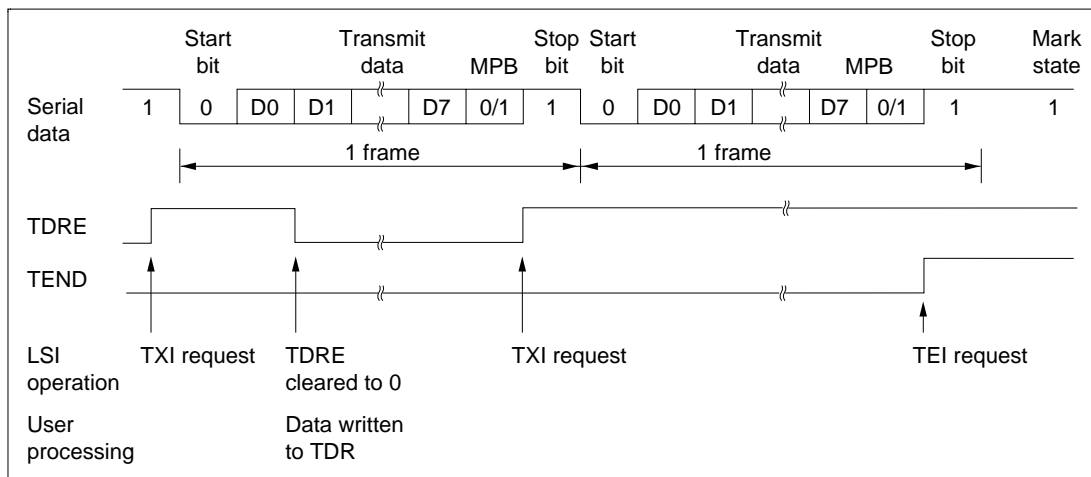 Start bit Transmit data MPB Stop bit Start bit Transmit data MPB Stop bit Mark state
Serial data 1 0 D0 D1 D7 0/1 1 0 D0 D1 D7 0/1 1 1
1 frame 1 frame
TDRE
TEND
LSI operation TXI request TDRE cleared to 0 TXI request TEI request
User processing Data written to TDR